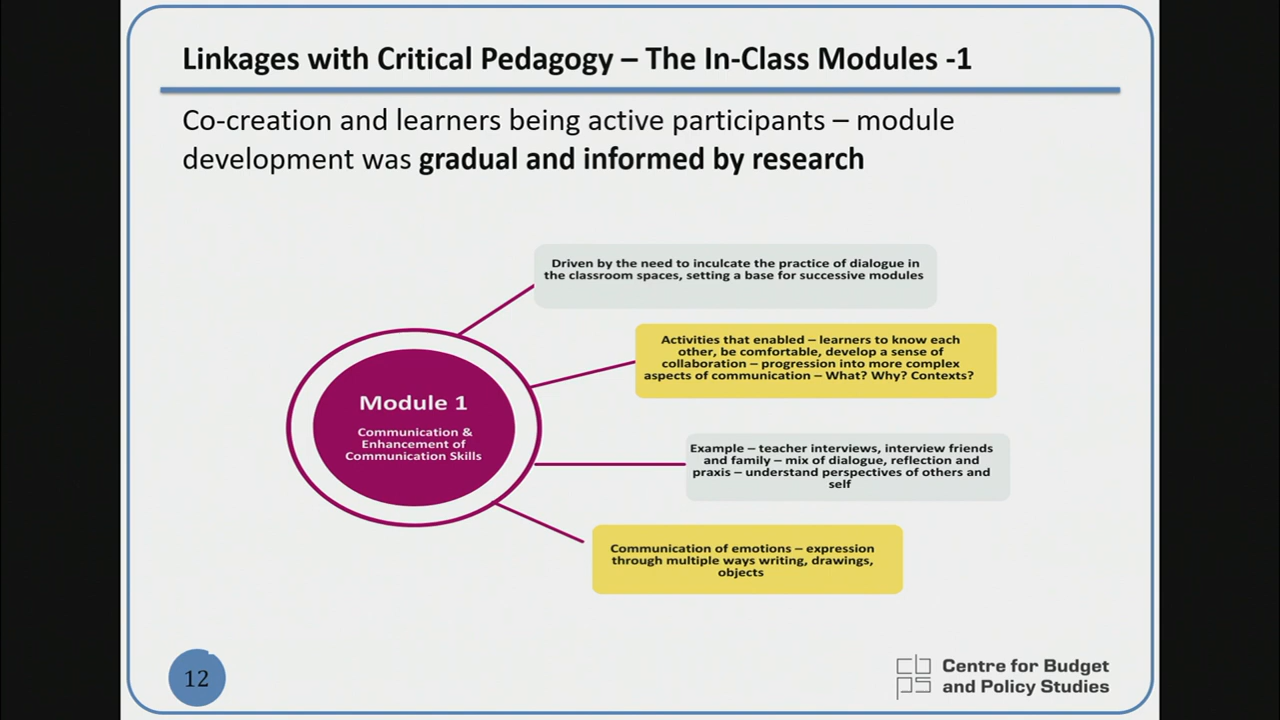 Linkages with Critical Pedagogy – The In-Class Modules -1
Co-creation and learners being active participants – module
development was gradual and informed by research
Driven by the need to inculcate the practice of dialogue in
the classroom spaces, setting a base for successive modules
Activities that enabled – learners to know each
other, be comfortable, develop a sense of
collaboration – progression into more complex
aspects of communication – What? Why? Contexts?
Module 1
Communication &
Enhancement of
Communication Skills
Example – teacher interviews, interview friends
and family – mix of dialogue, reflection and
praxis – understand perspectives of others and
self
Communication of emotions – expression
through multiple ways writing, drawings,
objects
12
cb
ps
Centre for Budget
and Policy Studies